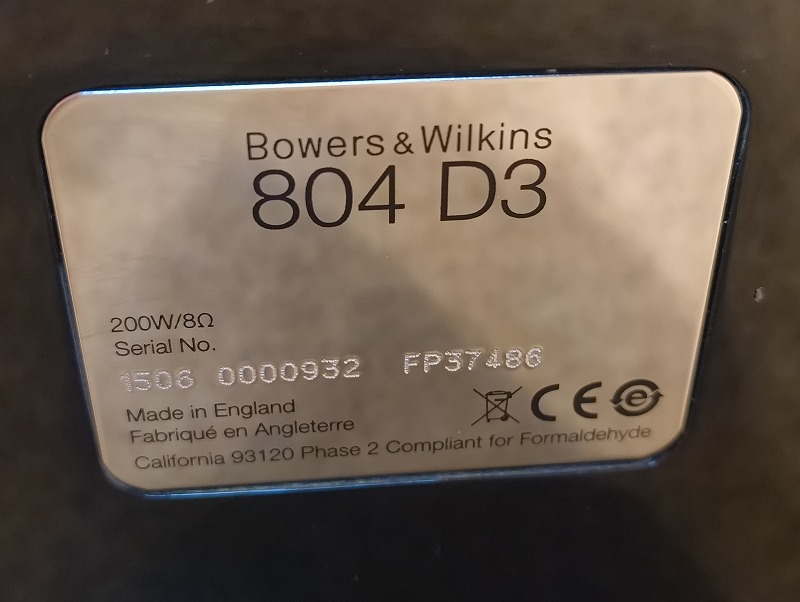 Bowers & Wilkins
804 D3
200W/8Ω
Serial No.
1506 0000932 FP37486
Made in England
Fabriqué en Angleterre
CE e
California 93120 Phase 2 Compliant for Formaldehyde